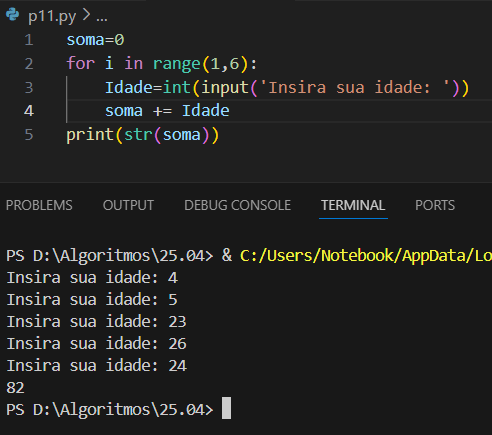 p11.py > ...
1 soma=0
2 for i in range(1,6):
3     Idade=int(input('Insira sua idade: '))
4     soma += Idade
5 print(str(soma))
PROBLEMS OUTPUT DEBUG CONSOLE TERMINAL PORTS
PS D:\Algoritmos\25.04> & C:/Users/Notebook/AppData/Lo
Insira sua idade: 4
Insira sua idade: 5
Insira sua idade: 23
Insira sua idade: 26
Insira sua idade: 24
82
PS D:\Algoritmos\25.04>